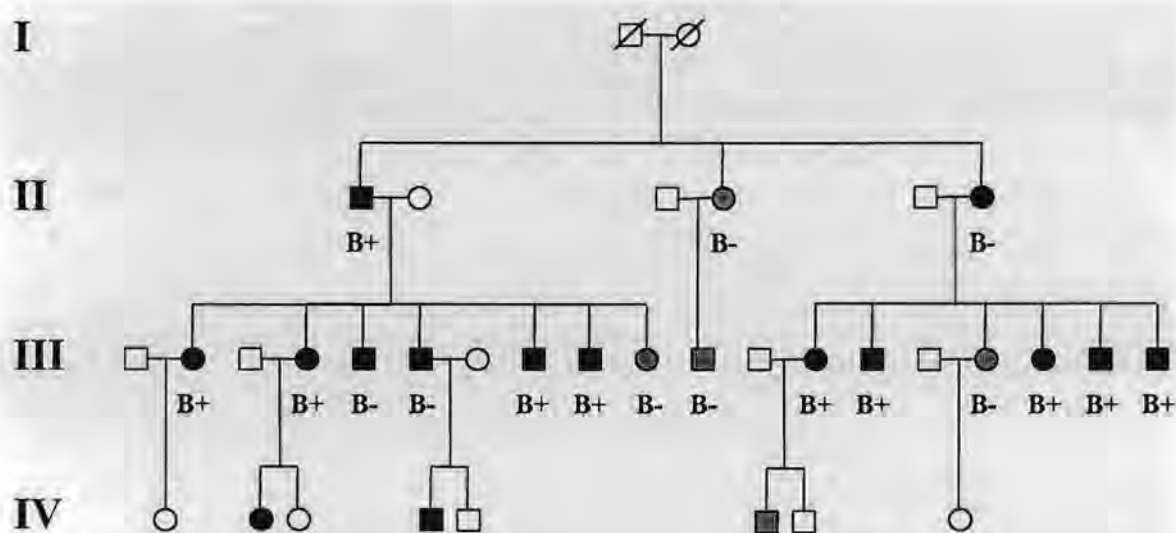 I
II
B+ B- B-
III
B+ B+ B- B- B+ B+ B- B- B+ B+ B- B+ B+ B+
IV